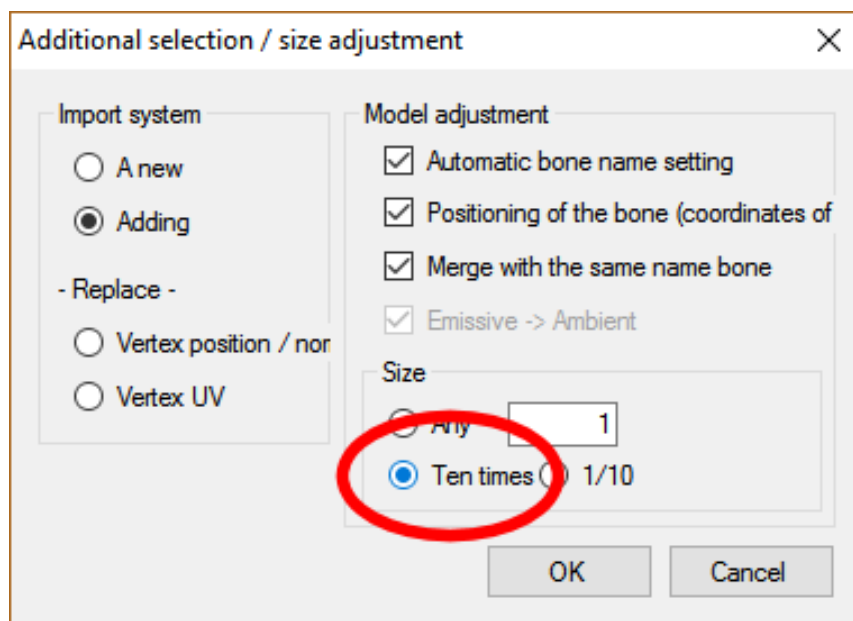 Additional selection / size adjustment
Import system
A new
Adding
- Replace -
Vertex position / nor
Vertex UV
Model adjustment
Automatic bone name setting
Positioning of the bone (coordinates of
Merge with the same name bone
Emissive -> Ambient
Size
Any 1
Ten times 1/10
OK Cancel